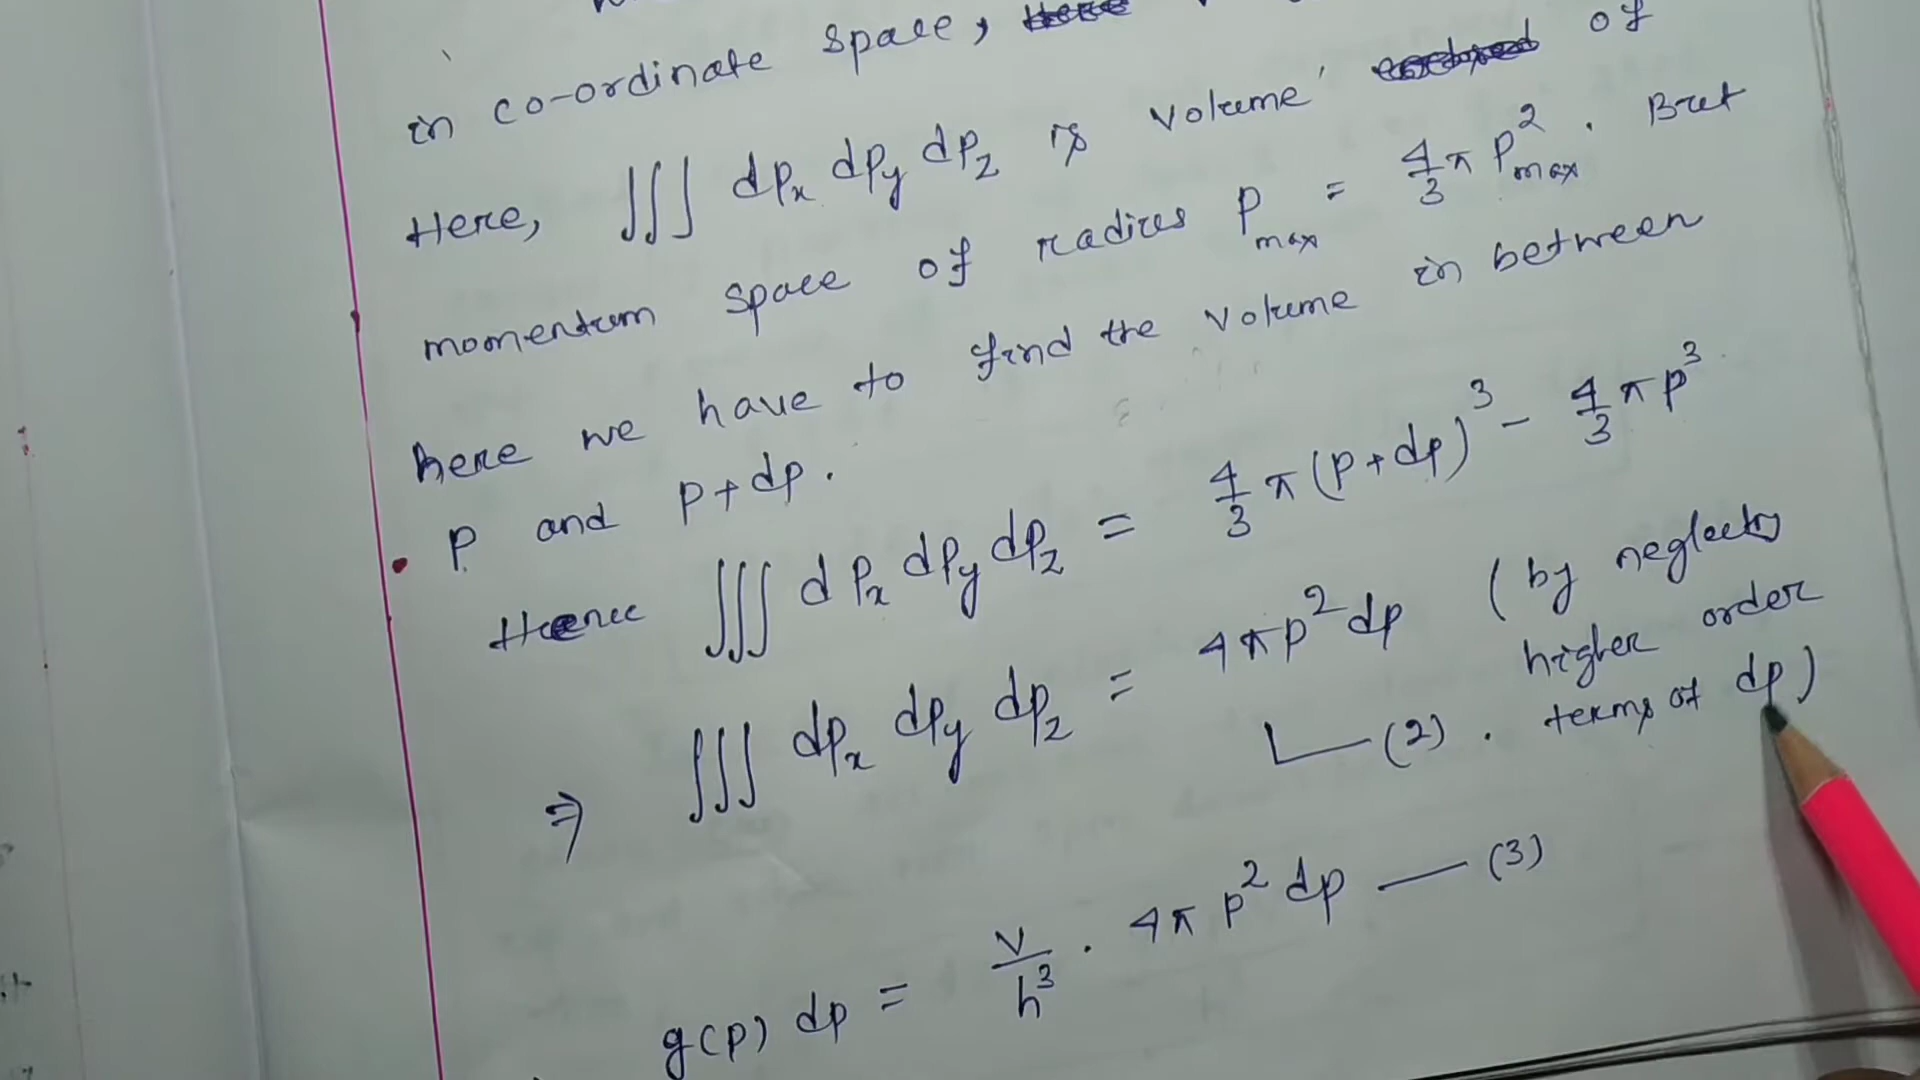 in co-ordinate space,
Here, ∭ dPx dPy dPz is volume of
momentum space of radius Pmax = 4/3 π P²max . But
here we have to find the volume in between
P and P+dp.
Hence ∭ dPx dPy dPz = 4/3 π (P+dp)³ - 4/3 π p³
⇒ ∭ dPx dPy dPz = 4πp² dp (by neglectg
higher order
terms of dp)
(2) .
g(p) dp = V/h³ . 4π p² dp — (3)